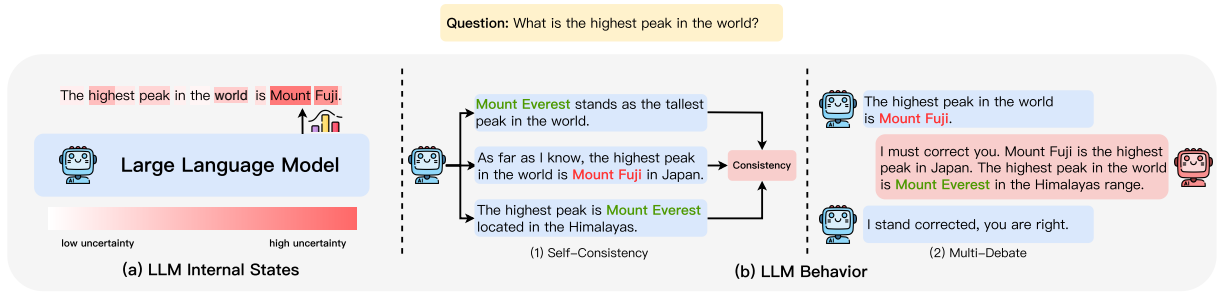 Question: What is the highest peak in the world?
The highest peak in the world is Mount Fuji.
Large Language Model
AI
low uncertainty
high uncertainty
(a) LLM Internal States
AI
Mount Everest stands as the tallest
peak in the world.
As far as I know, the highest peak
in the world is Mount Fuji in Japan.
The highest peak is Mount Everest
located in the Himalayas.
Consistency
(1) Self-Consistency
AI
The highest peak in the world
is Mount Fuji.
I must correct you. Mount Fuji is the highest
peak in Japan. The highest peak in the world
is Mount Everest in the Himalayas range.
AI
AI
I stand corrected, you are right.
(2) Multi-Debate
(b) LLM Behavior